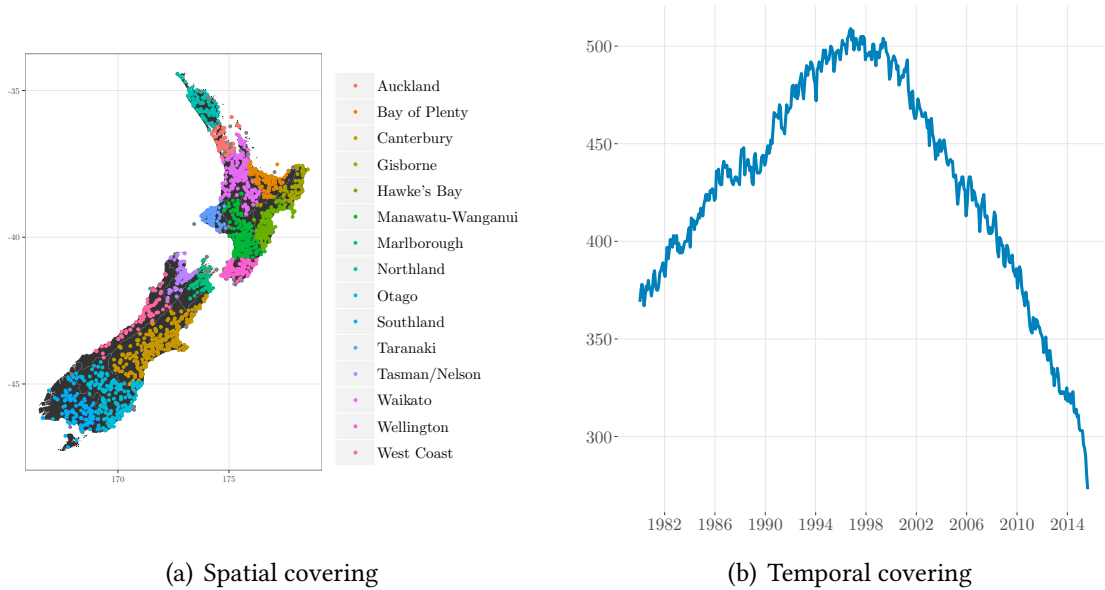 -35
-40
-45
170
175
Auckland
Bay of Plenty
Canterbury
Gisborne
Hawke's Bay
Manawatu-Wanganui
Marlborough
Northland
Otago
Southland
Taranaki
Tasman/Nelson
Waikato
Wellington
West Coast
(a) Spatial covering
500
450
400
350
300
1982 1986 1990 1994 1998 2002 2006 2010 2014
(b) Temporal covering